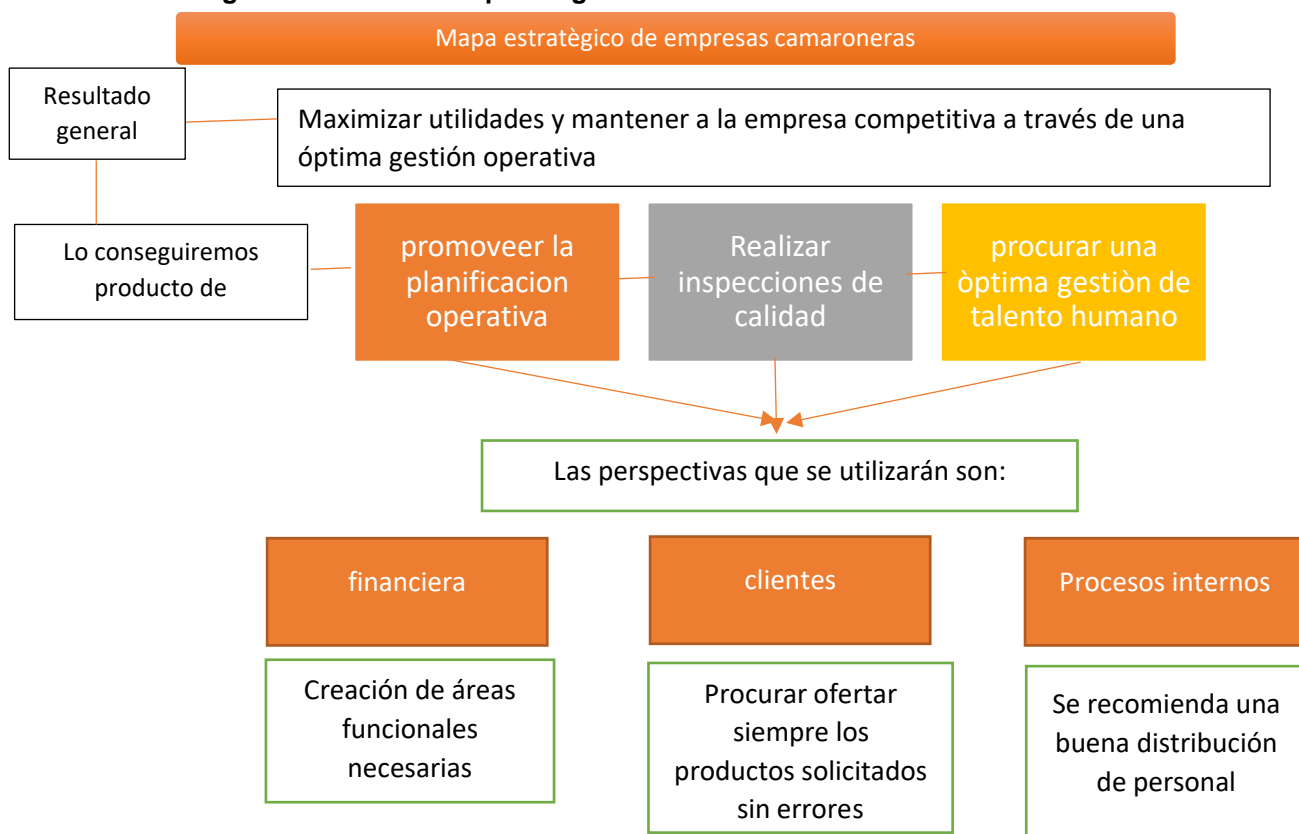 Mapa estratègico de empresas camaroneras
Resultado
general
Maximizar utilidades y mantener a la empresa competitiva a través de una
óptima gestión operativa
Lo conseguiremos
producto de
promoveer la
planificacion
operativa
Realizar
inspecciones de
calidad
procurar una
òptima gestiòn de
talento humano
Las perspectivas que se utilizarán son:
financiera
clientes
Procesos internos
Creación de áreas
funcionales
necesarias
Procurar ofertar
siempre los
productos solicitados
sin errores
Se recomienda una
buena distribución
de personal